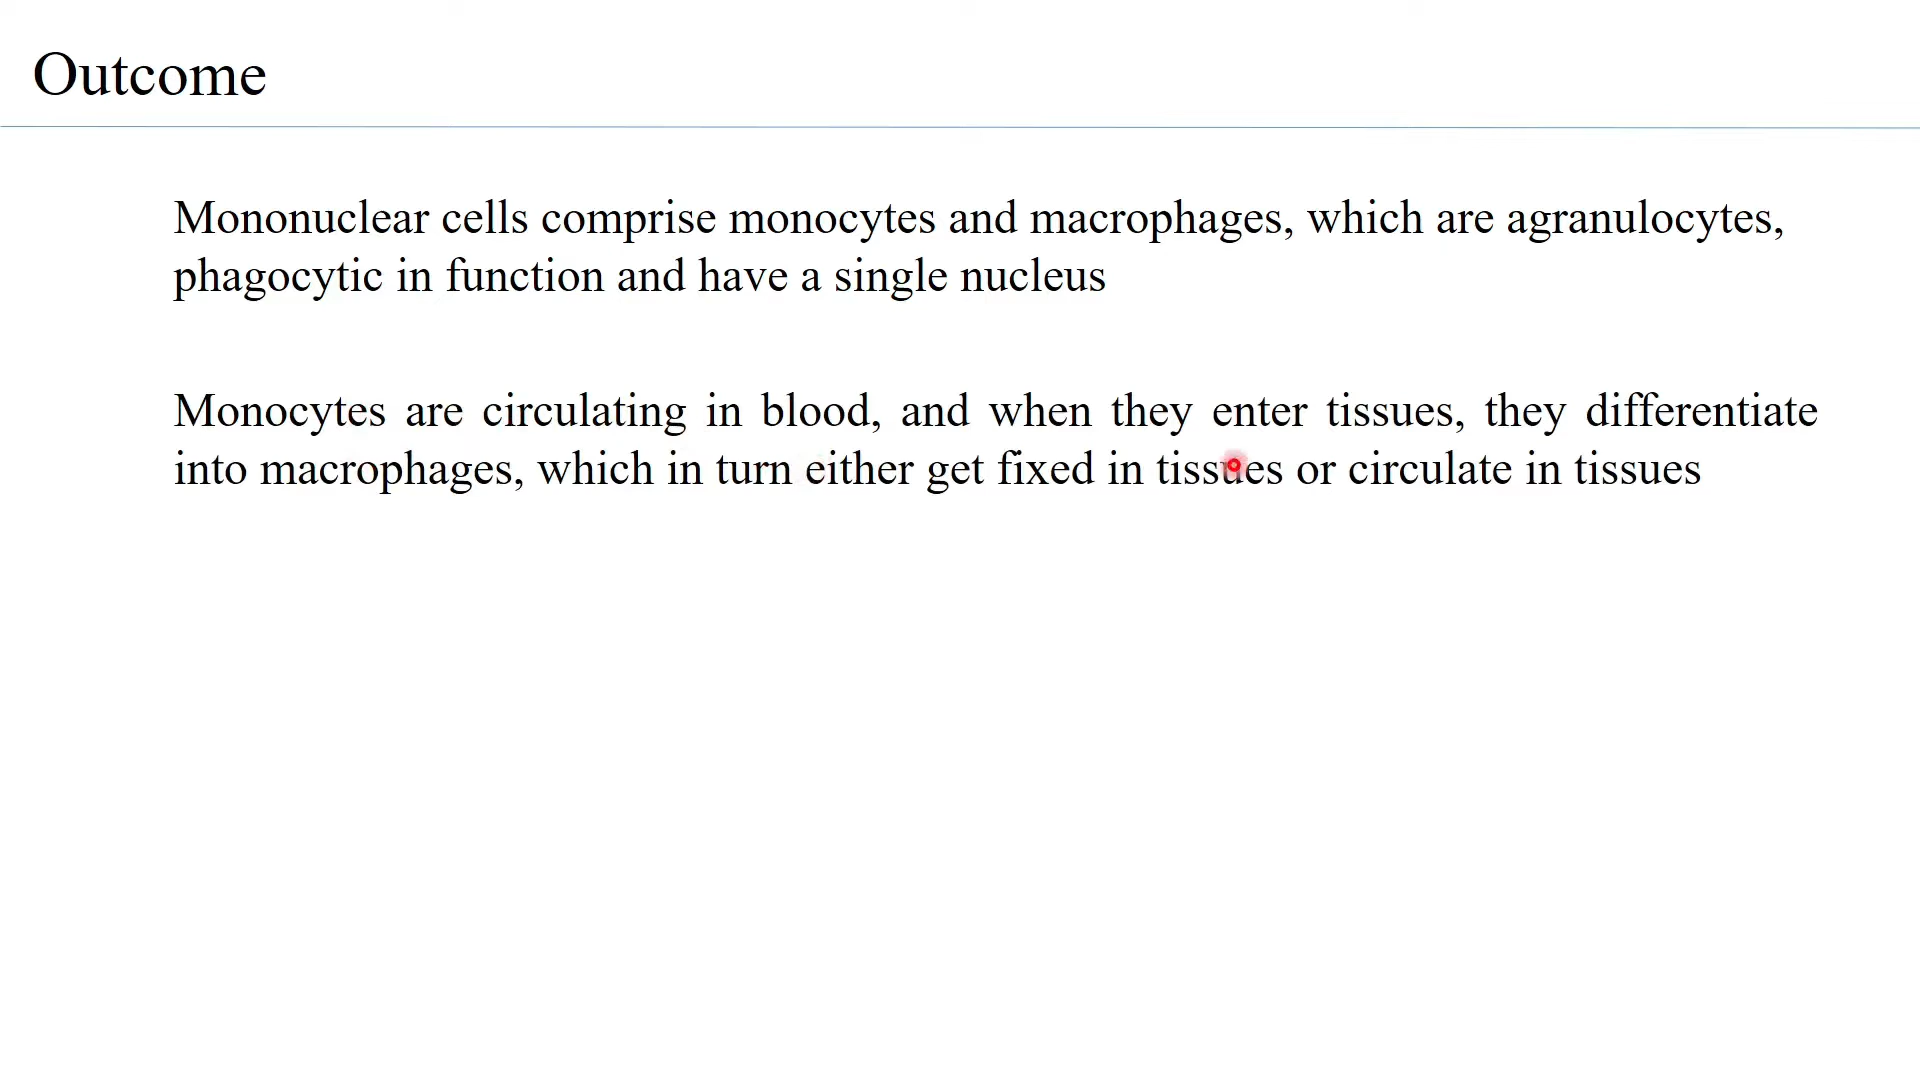 Outcome
Mononuclear cells comprise monocytes and macrophages, which are agranulocytes,
phagocytic in function and have a single nucleus
Monocytes are circulating in blood, and when they enter tissues, they differentiate
into macrophages, which in turn either get fixed in tissues or circulate in tissues